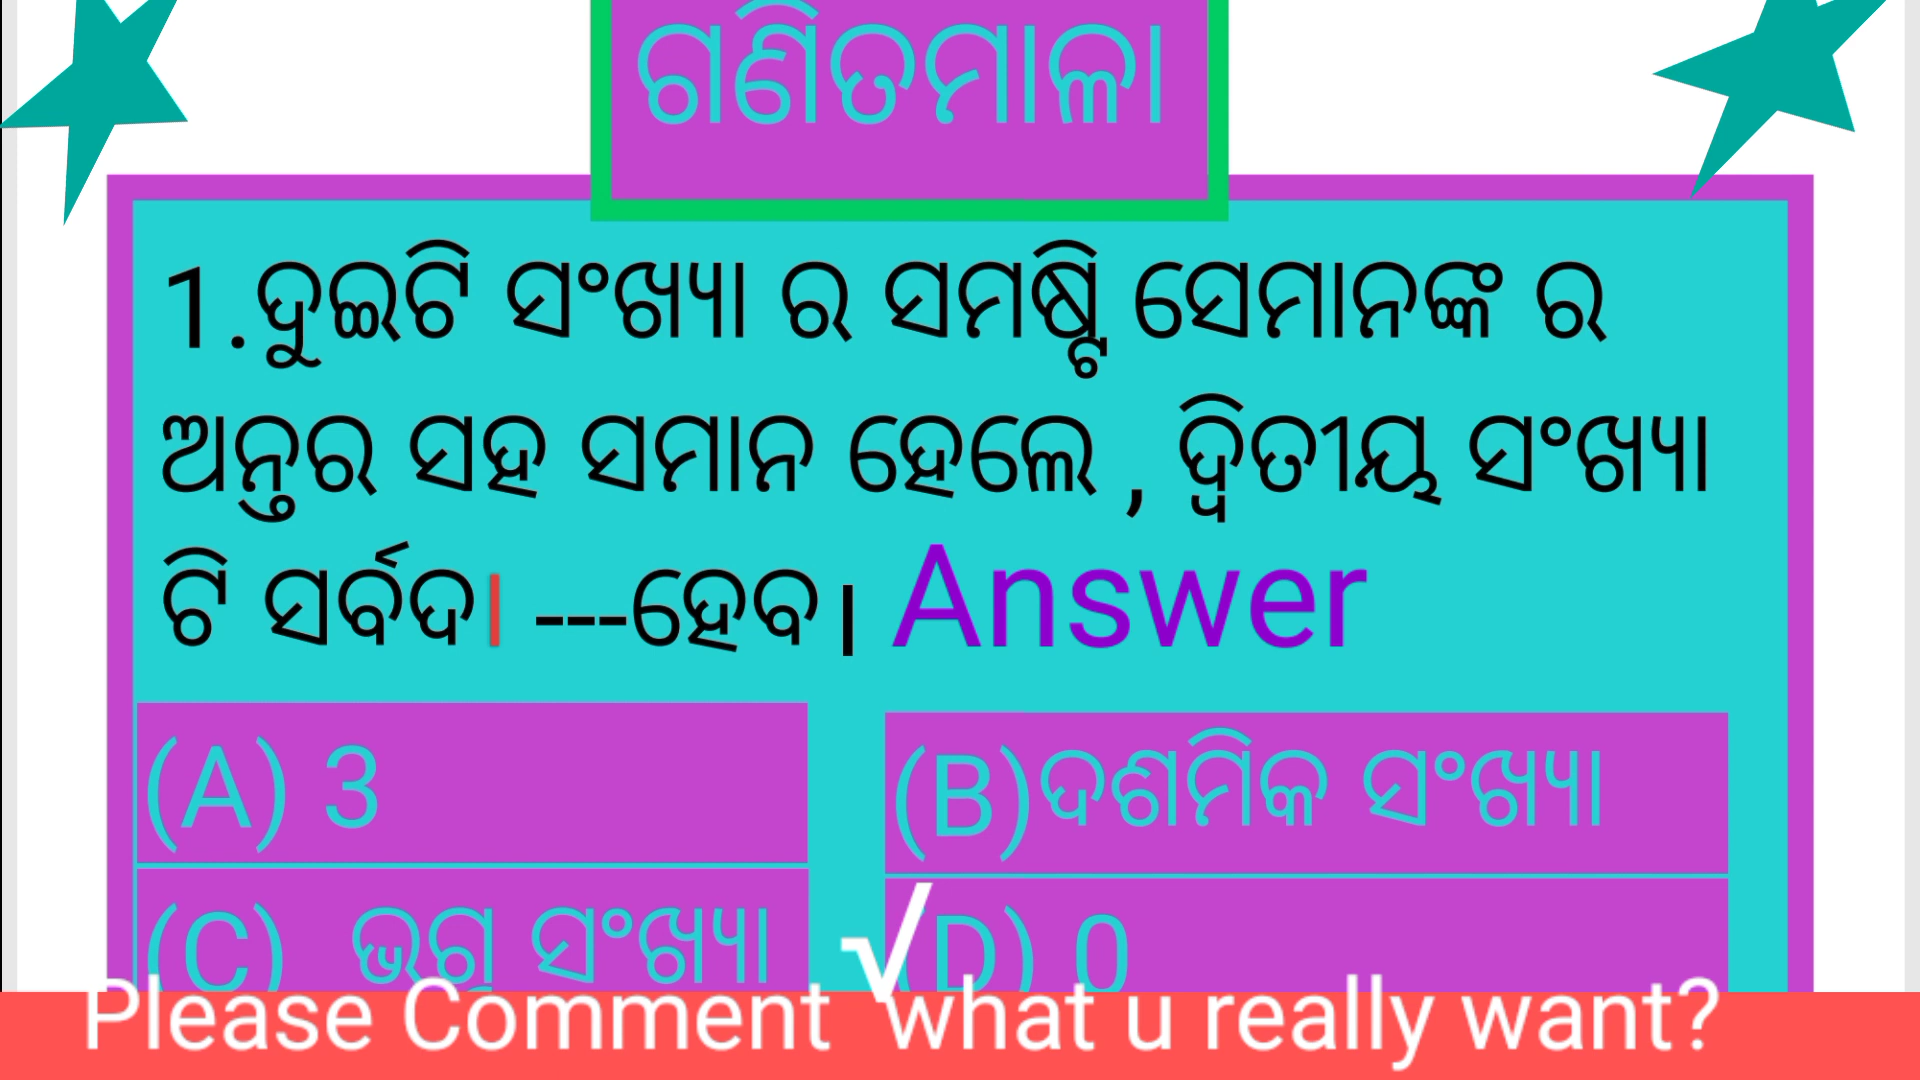 ଗଣିତମାଳା
1.ଦୁଇଟି ସଂଖ୍ୟା ର ସମଷ୍ଟି ସେମାନଙ୍କ ର
ଅନ୍ତର ସହ ସମାନ ହେଲେ , ଦ୍ୱିତୀୟ ସଂଖ୍ୟା
ଟି ସର୍ବଦା ---ହେବ| Answer
(A) 3
(B)ଦଶମିକ ସଂଖ୍ୟା
(C) ଭଗ୍ନ ସଂଖ୍ୟା
√(D) 0
Please Comment what u really want?